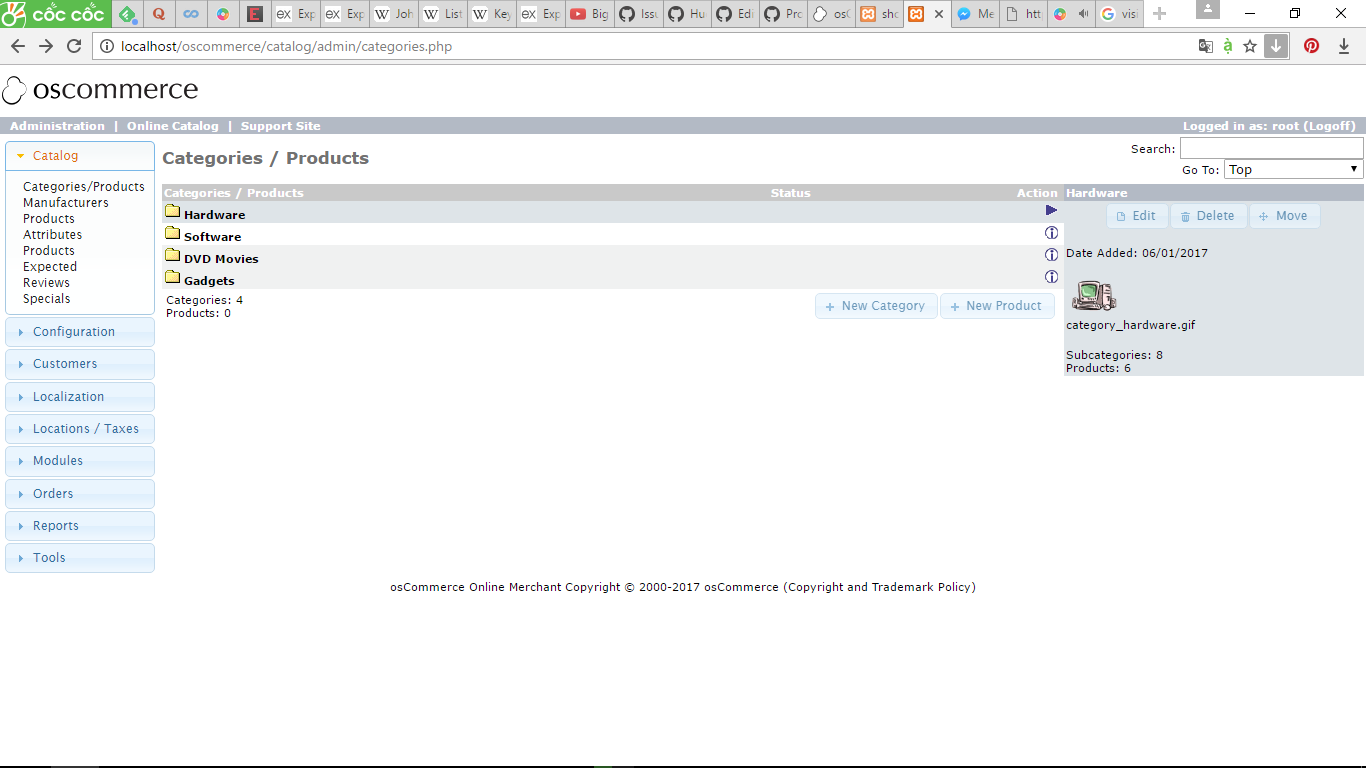 cốc cốc
Q
E
ex Exp
ex Exp
W Joh
W List
W Key
ex Exp
Big
Issu
Hu
Edi
Pro
osC
sho
Me
htt
G visi
localhost/oscommerce/catalog/admin/categories.php
à
oscommerce
Administration | Online Catalog | Support Site
Logged in as: root (Logoff)
Catalog
Categories/Products
Manufacturers
Products
Attributes
Products
Expected
Reviews
Specials
Configuration
Customers
Localization
Locations / Taxes
Modules
Orders
Reports
Tools
Categories / Products
Search:
Go To: Top
Categories / Products Status Action
Hardware
Software
DVD Movies
Gadgets
Categories: 4
Products: 0
New Category New Product
Hardware
Edit Delete Move
Date Added: 06/01/2017
category_hardware.gif
Subcategories: 8
Products: 6
osCommerce Online Merchant Copyright © 2000-2017 osCommerce (Copyright and Trademark Policy)